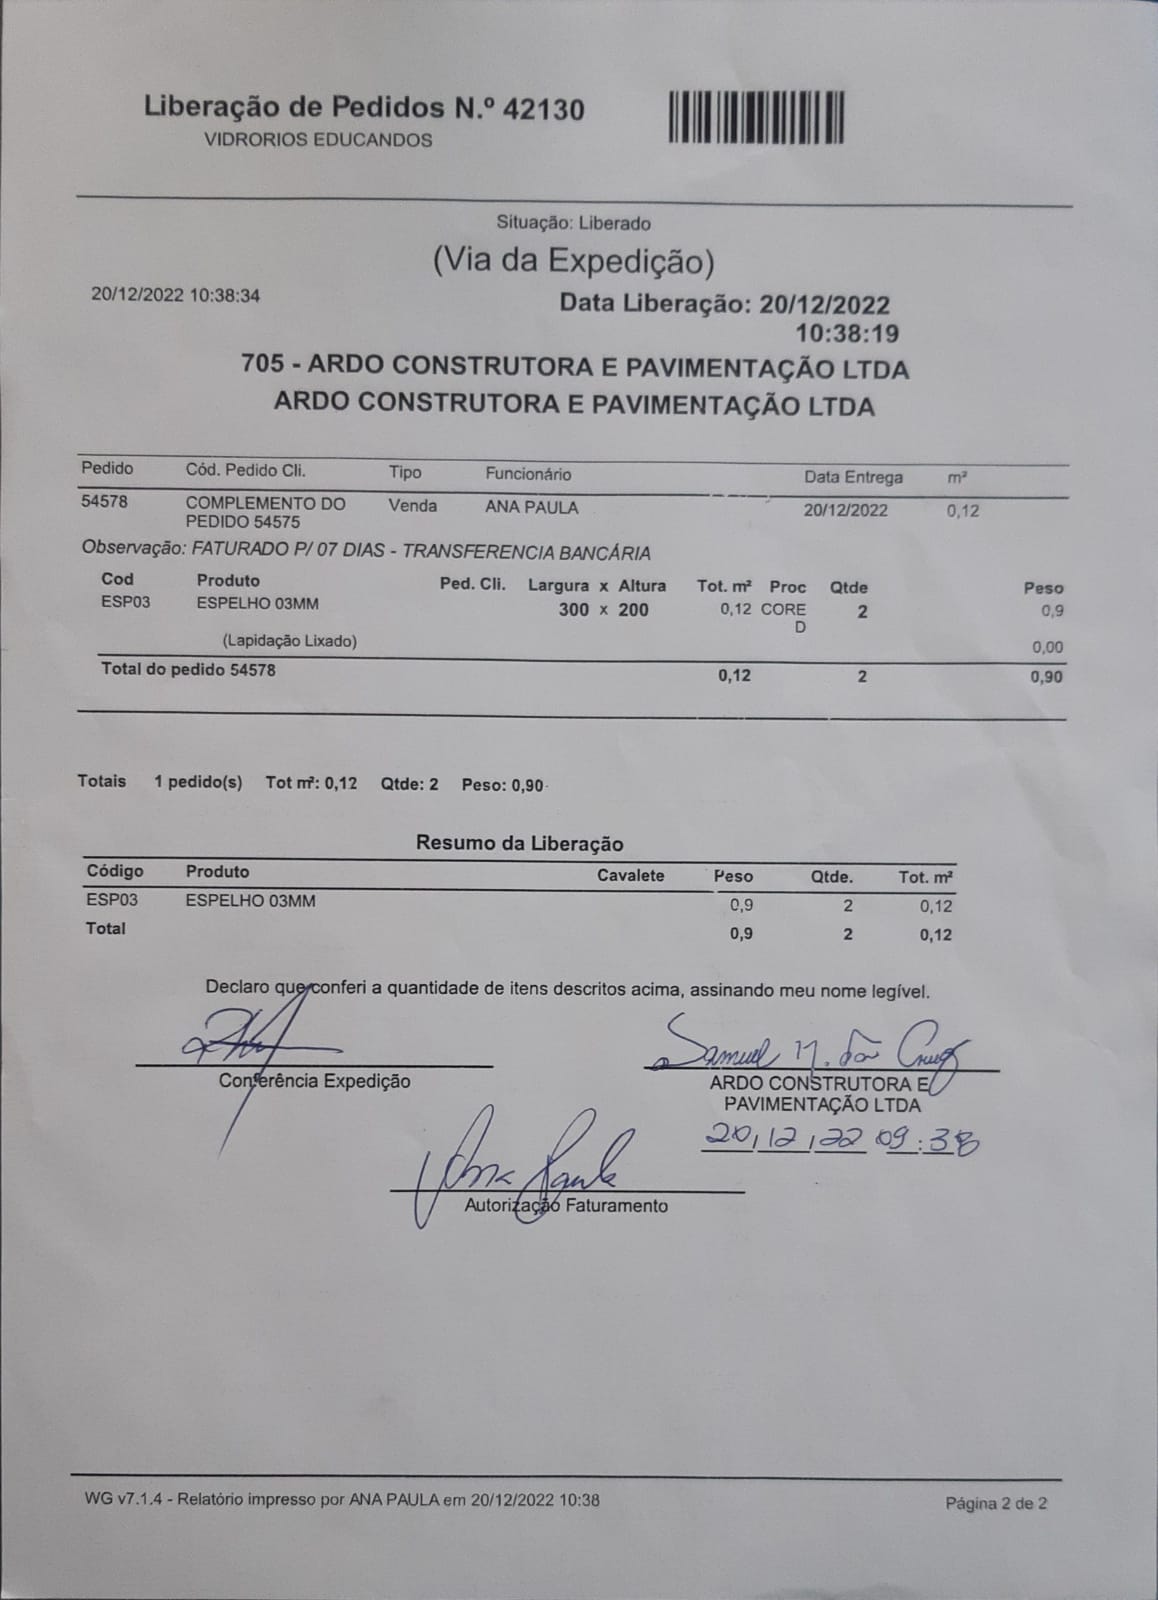 Liberação de Pedidos N.º 42130
VIDRORIOS EDUCANDOS
Situação: Liberado
(Via da Expedição)
20/12/2022 10:38:34
Data Liberação: 20/12/2022
10:38:19
705 - ARDO CONSTRUTORA E PAVIMENTAÇÃO LTDA
ARDO CONSTRUTORA E PAVIMENTAÇÃO LTDA
Pedido Cód. Pedido Cli. Tipo Funcionário Data Entrega m²
54578 COMPLEMENTO DO Venda ANA PAULA 20/12/2022 0,12
PEDIDO 54575
Observação: FATURADO P/ 07 DIAS - TRANSFERENCIA BANCÁRIA
Cod Produto Ped. Cli. Largura x Altura Tot. m² Proc Qtde Peso
ESP03 ESPELHO 03MM 300 x 200 0,12 CORE 2 0,9
D
(Lapidação Lixado) 0,00
Total do pedido 54578 0,12 2 0,90
Totais 1 pedido(s) Tot m²: 0,12 Qtde: 2 Peso: 0,90
Resumo da Liberação
Código Produto Cavalete Peso Qtde. Tot. m²
ESP03 ESPELHO 03MM 0,9 2 0,12
Total 0,9 2 0,12
Declaro que conferi a quantidade de itens descritos acima, assinando meu nome legível.
Samuel M. da Cruz
Conferência Expedição
ARDO CONSTRUTORA E
PAVIMENTAÇÃO LTDA
20/12/22 09:38
Ana Paula
Autorização Faturamento
WG v7.1.4 - Relatório impresso por ANA PAULA em 20/12/2022 10:38
Página 2 de 2